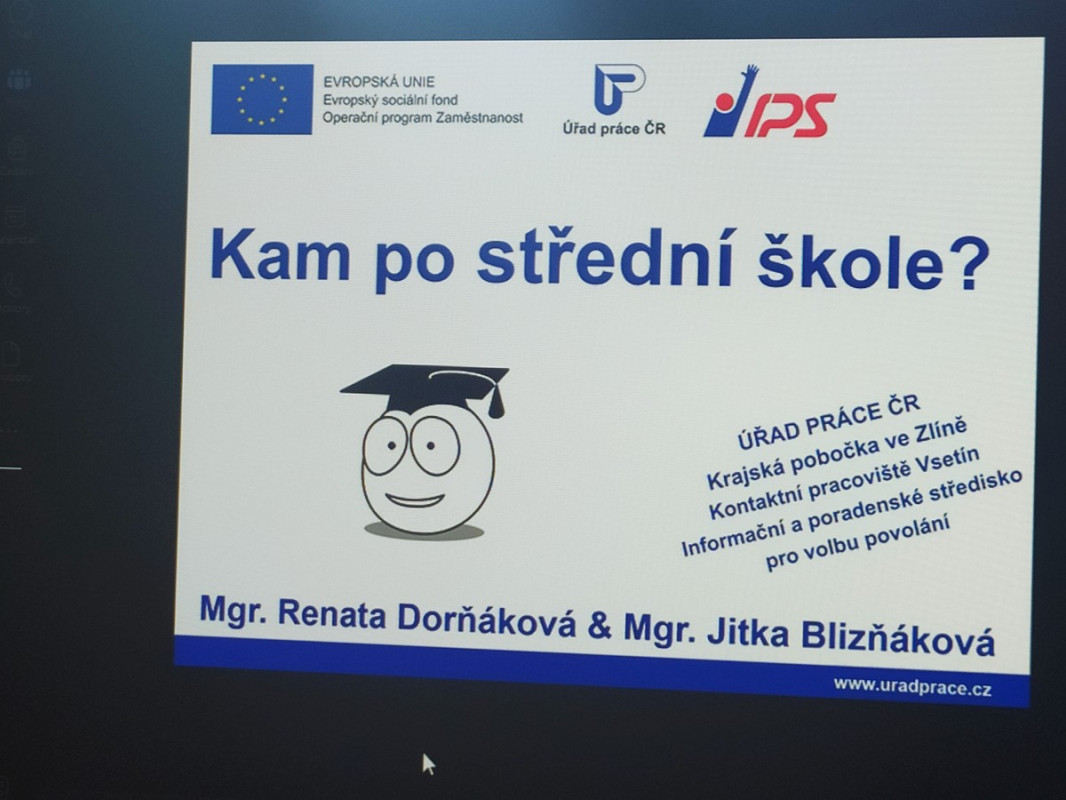 EVROPSKÁ UNIE
Evropský sociální fond
Operační program Zaměstnanost
Úřad práce ČR
IPS
Kam po střední škole?
ÚŘAD PRÁCE ČR
Krajská pobočka ve Zlíně
Kontaktní pracoviště Vsetín
Informační a poradenské středisko
pro volbu povolání
Mgr. Renata Dorňáková & Mgr. Jitka Blizňáková
www.uradprace.cz